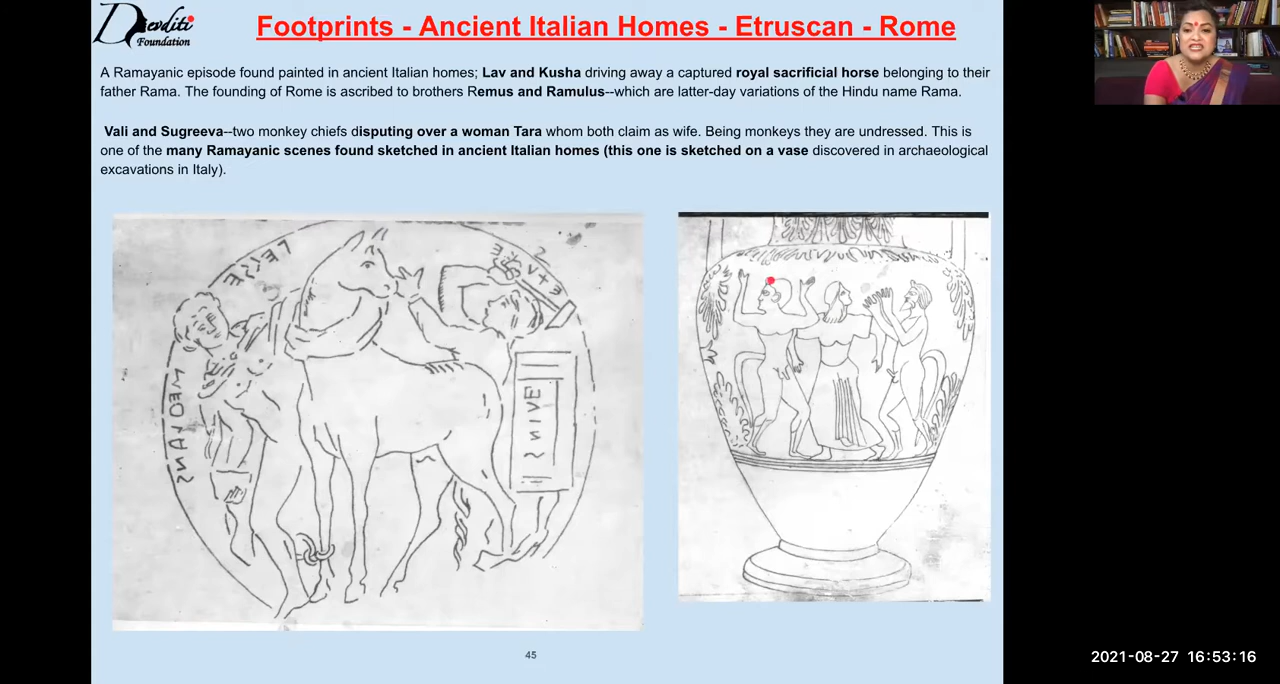 Devditi
Foundation
Footprints - Ancient Italian Homes - Etruscan - Rome
A Ramayanic episode found painted in ancient Italian homes; Lav and Kusha driving away a captured royal sacrificial horse belonging to their
father Rama. The founding of Rome is ascribed to brothers Remus and Ramulus--which are latter-day variations of the Hindu name Rama.
Vali and Sugreeva--two monkey chiefs disputing over a woman Tara whom both claim as wife. Being monkeys they are undressed. This is
one of the many Ramayanic scenes found sketched in ancient Italian homes (this one is sketched on a vase discovered in archaeological
excavations in Italy).
45
2021-08-27 16:53:16